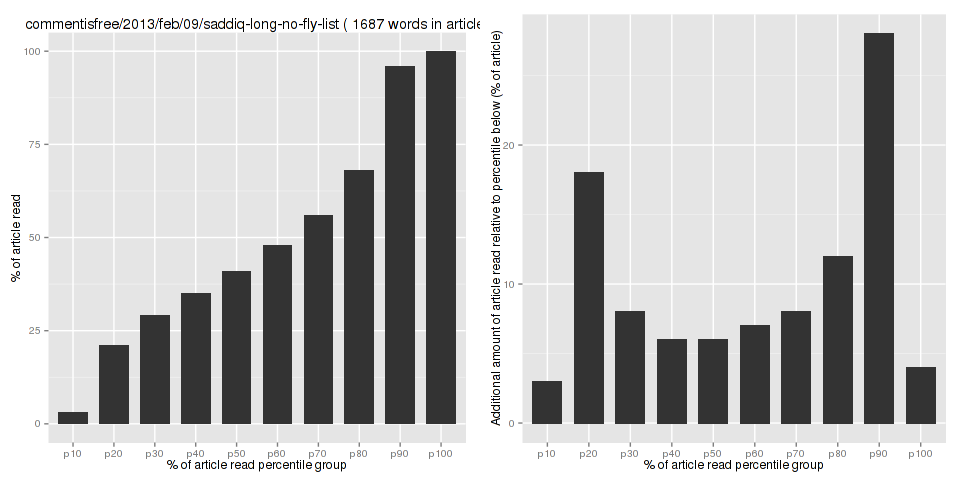 commentisfree/2013/feb/09/saddiq-long-no-fly-list ( 1687 words in article
100
75
50
25
0
% of article read
p10 p20 p30 p40 p50 p60 p70 p80 p90 p100
% of article read percentile group
20
10
0
Additional amount of article read relative to percentile below (% of article)
p10 p20 p30 p40 p50 p60 p70 p80 p90 p100
% of article read percentile group